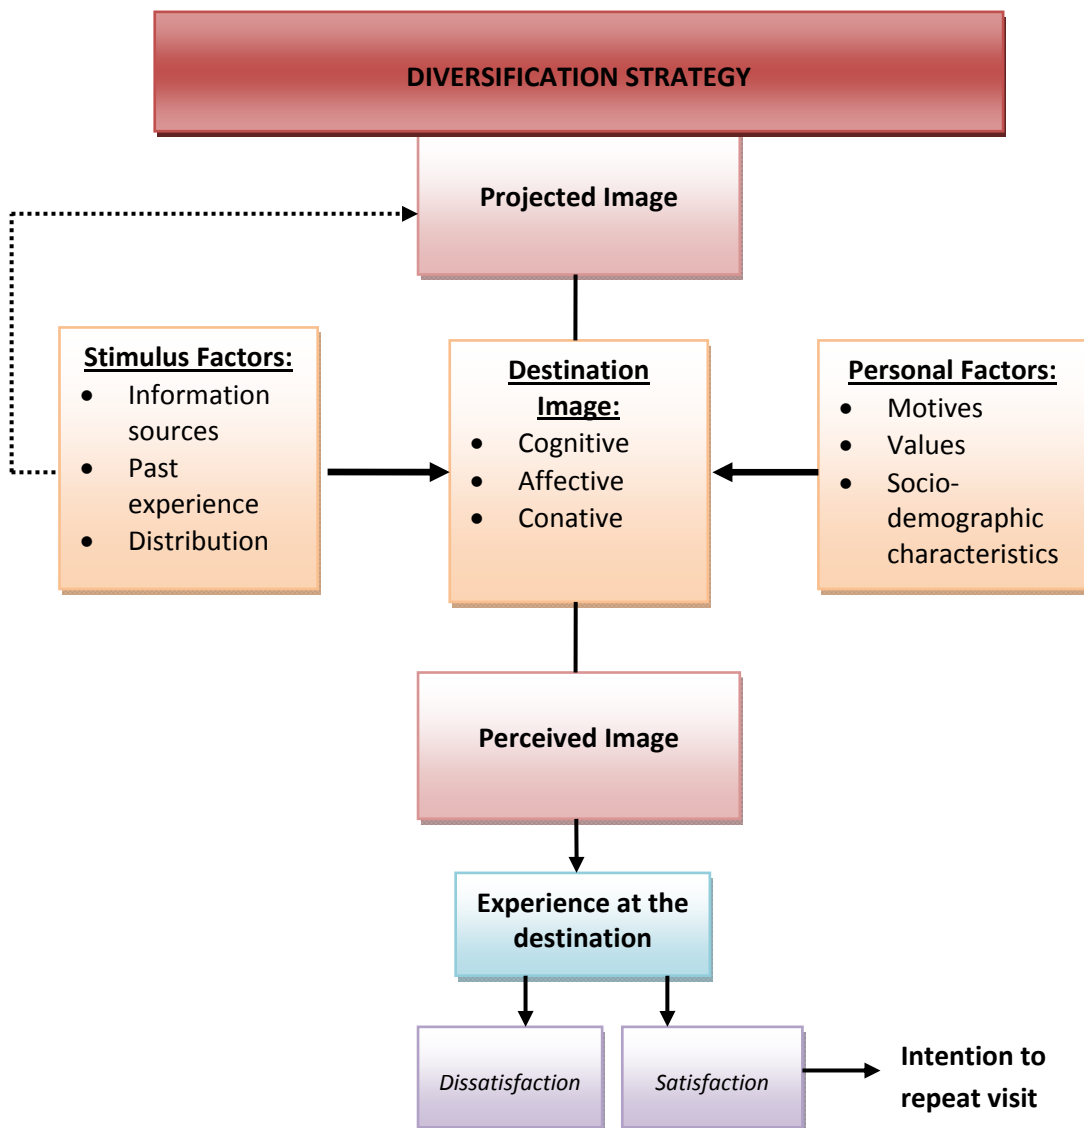 DIVERSIFICATION STRATEGY
Projected Image
Stimulus Factors:
• Information
sources
• Past
experience
• Distribution
Destination
Image:
• Cognitive
• Affective
• Conative
Personal Factors:
• Motives
• Values
• Socio-
demographic
characteristics
Perceived Image
Experience at the
destination
Dissatisfaction
Satisfaction
Intention to
repeat visit